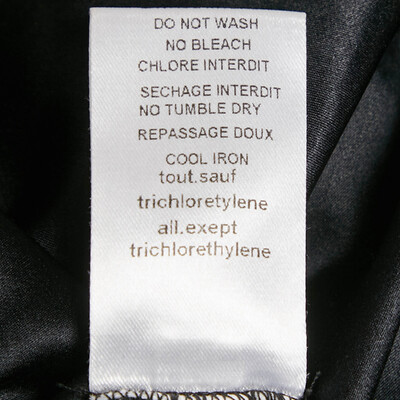 DO NOT WASH
NO BLEACH
CHLORE INTERDIT
SECHAGE INTERDIT
NO TUMBLE DRY
REPASSAGE DOUX
COOL IRON
tout.sauf
trichloretylene
all.exept
trichlorethylene